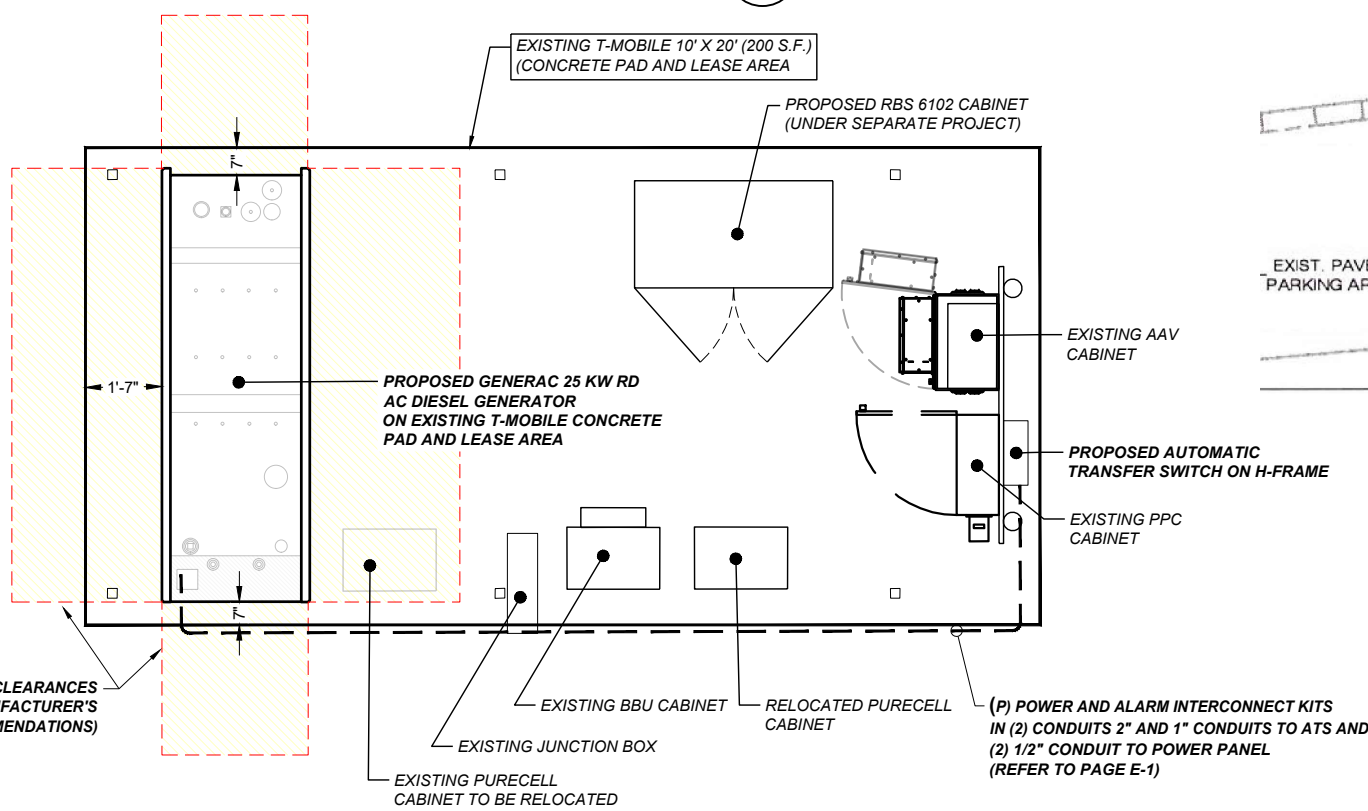 EXISTING T-MOBILE 10' X 20' (200 S.F.)
(CONCRETE PAD AND LEASE AREA
PROPOSED RBS 6102 CABINET
(UNDER SEPARATE PROJECT)
7"
EXIST. PAVE
PARKING AR
EXISTING AAV
CABINET
1'-7"
PROPOSED GENERAC 25 KW RD
AC DIESEL GENERATOR
ON EXISTING T-MOBILE CONCRETE
PAD AND LEASE AREA
PROPOSED AUTOMATIC
TRANSFER SWITCH ON H-FRAME
EXISTING PPC
CABINET
7"
CLEARANCES
UFACTURER'S
MENDATIONS)
EXISTING BBU CABINET
RELOCATED PURECELL
CABINET
(P) POWER AND ALARM INTERCONNECT KITS
IN (2) CONDUITS 2" AND 1" CONDUITS TO ATS AND
(2) 1/2" CONDUIT TO POWER PANEL
(REFER TO PAGE E-1)
EXISTING JUNCTION BOX
EXISTING PURECELL
CABINET TO BE RELOCATED